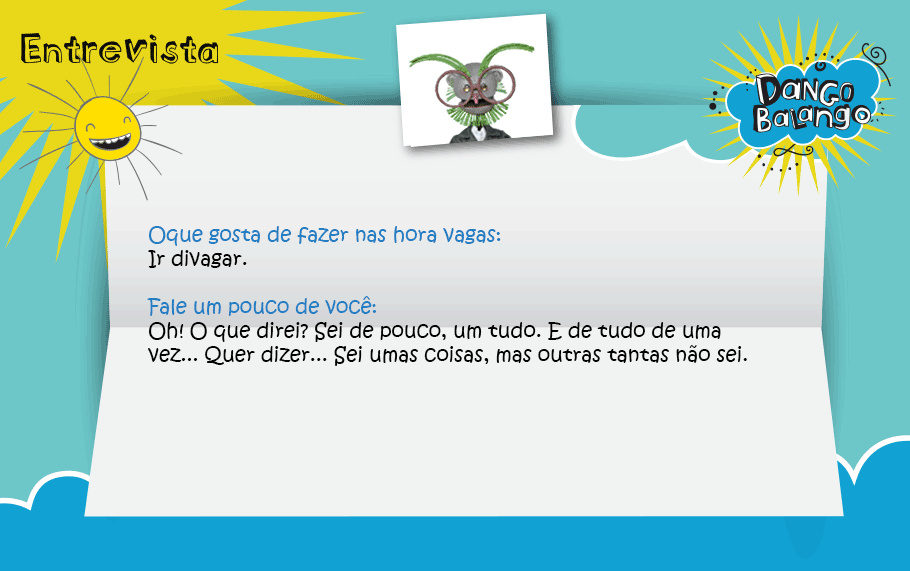 Entrevista
Dango
Balango
Oque gosta de fazer nas hora vagas:
Ir divagar.
Fale um pouco de você:
Oh! O que direi? Sei de pouco, um tudo. E de tudo de uma
vez... Quer dizer... Sei umas coisas, mas outras tantas não sei.